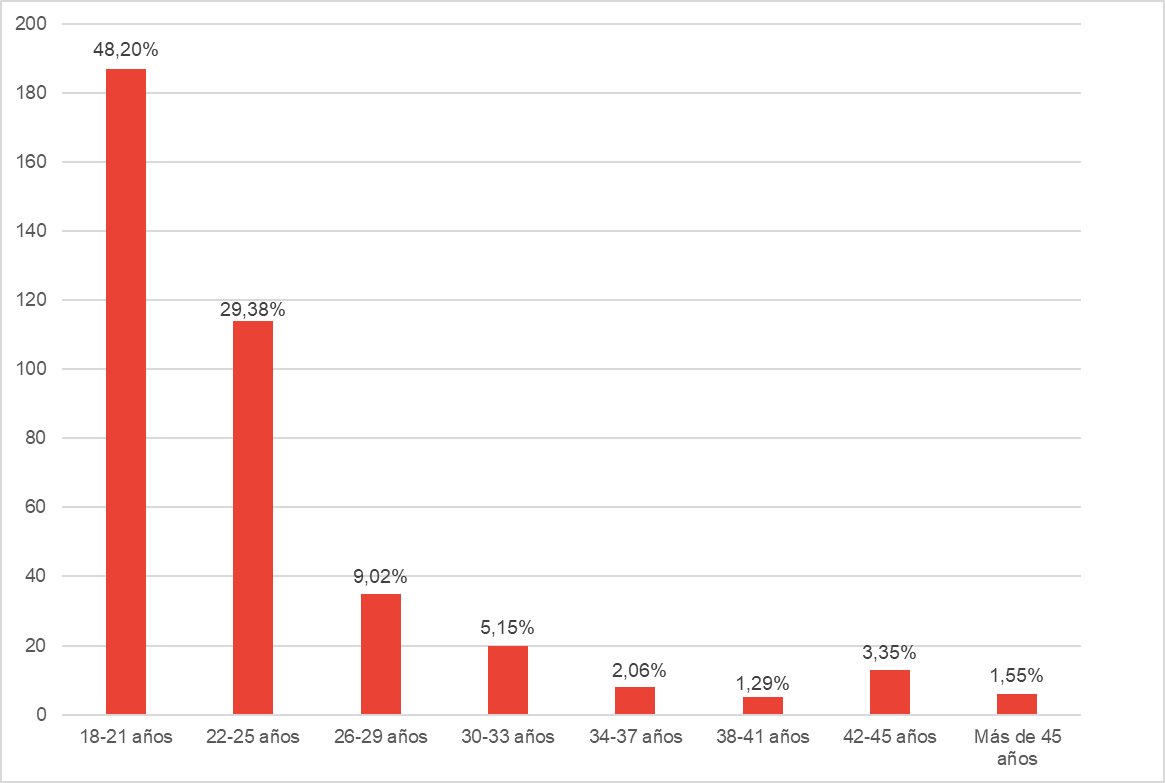 200
180
160
140
120
100
80
60
40
20
0
48,20%
29,38%
9,02%
5,15%
2,06%
1,29%
3,35%
1,55%
18-21 años
22-25 años
26-29 años
30-33 años
34-37 años
38-41 años
42-45 años
Más de 45
años